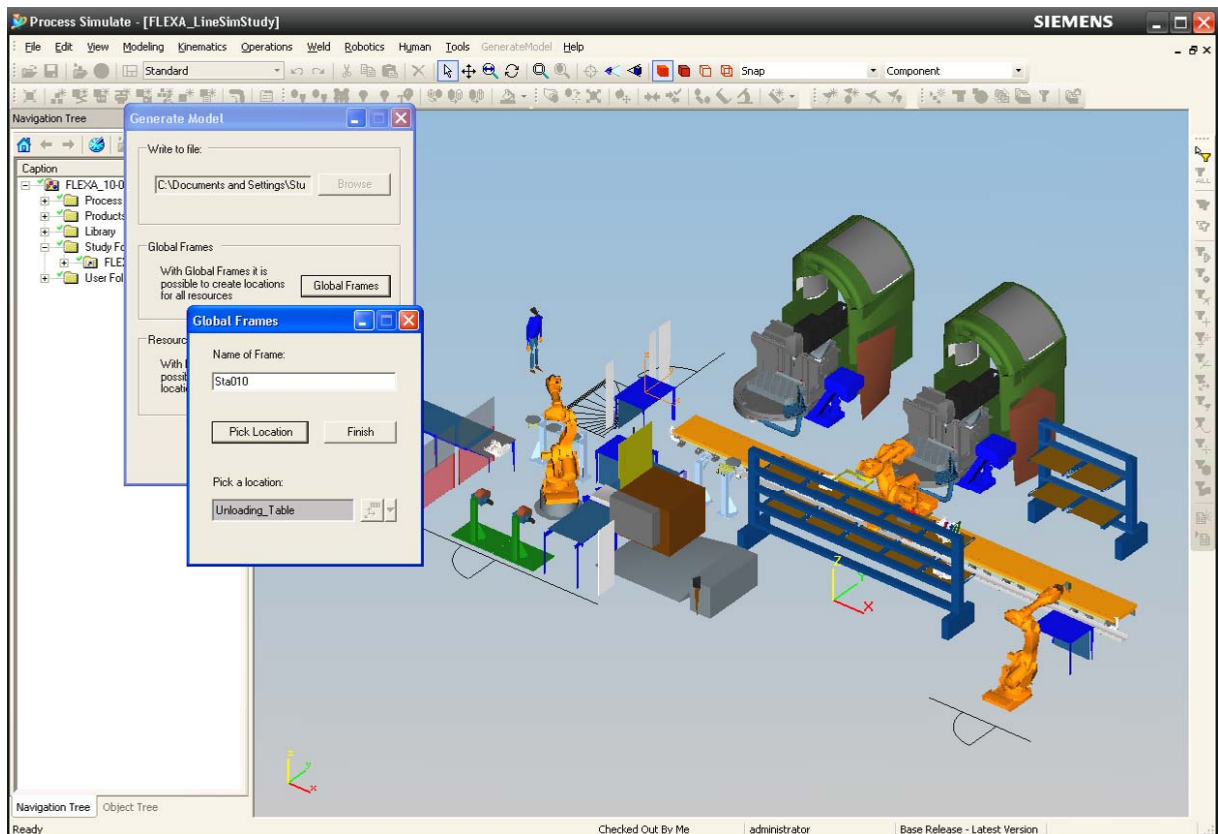 Process Simulate - [FLEXA_LineSimStudy]
SIEMENS
File Edit View Modeling Kinematics Operations Weld Robotics Human Tools GenerateModel Help
Standard
Snap
Component
Navigation Tree
Generate Model
Write to file:
Caption
C:\Documents and Settings\Stu
Browse
FLEXA_10-0
Process
Products
Library
Study Fo
FLE
User Fol
Global Frames
With Global Frames it is
possible to create locations
for all resources
Global Frames
Global Frames
Resourc
With
possib
locatio
Name of Frame:
Sta010
Pick Location
Finish
Pick a location:
Unloading_Table
ALL
Z
Y
X
z
y
x
Navigation Tree
Object Tree
Ready
Checked Out By Me
administrator
Base Release - Latest Version